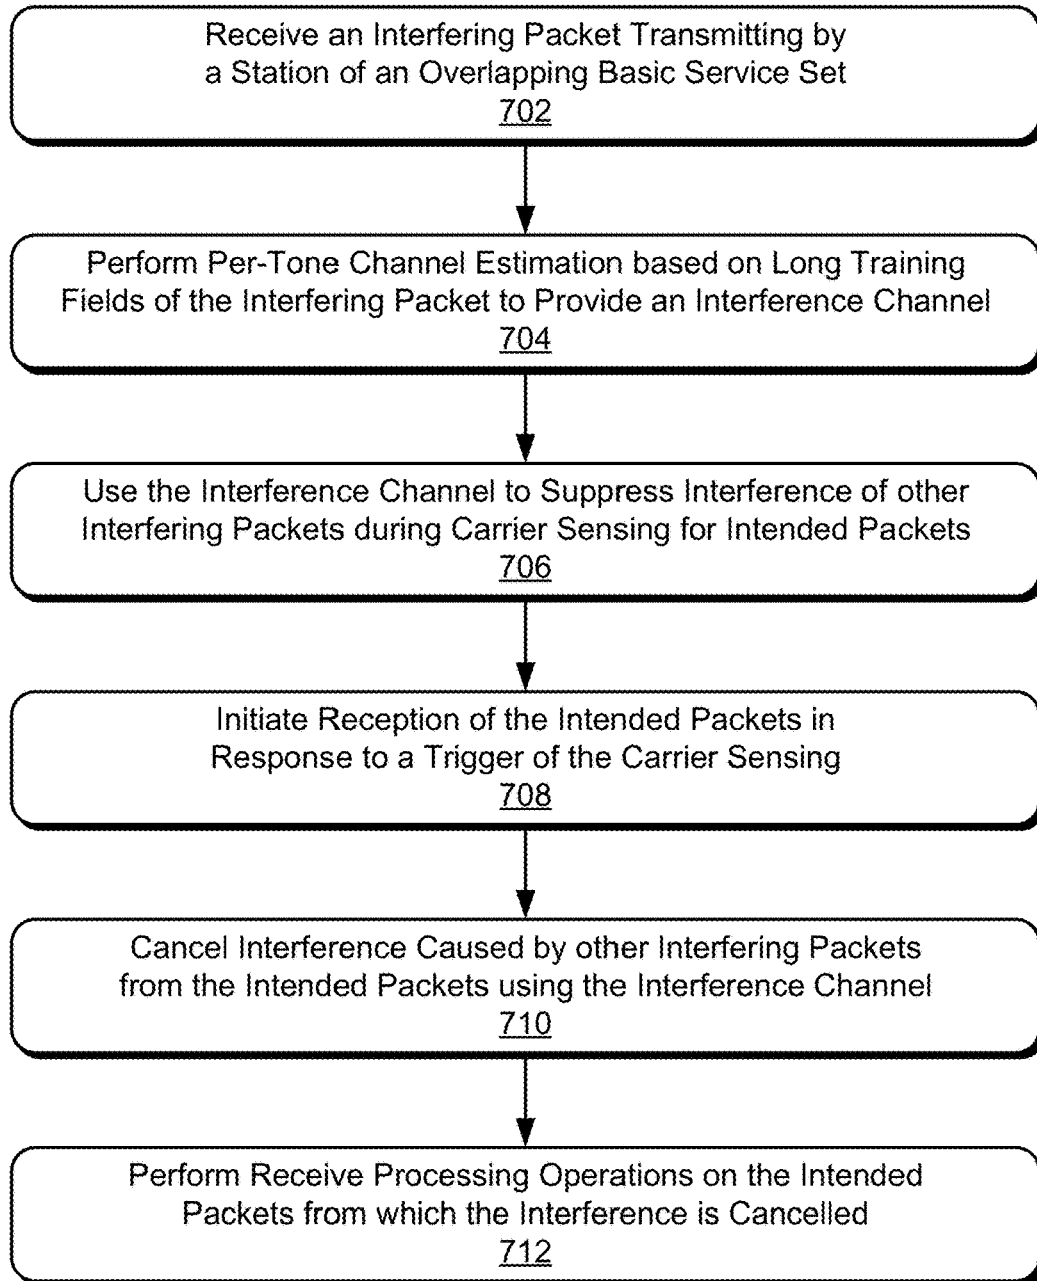 Receive an Interfering Packet Transmitting by
a Station of an Overlapping Basic Service Set
702
Perform Per-Tone Channel Estimation based on Long Training
Fields of the Interfering Packet to Provide an Interference Channel
704
Use the Interference Channel to Suppress Interference of other
Interfering Packets during Carrier Sensing for Intended Packets
706
Initiate Reception of the Intended Packets in
Response to a Trigger of the Carrier Sensing
708
Cancel Interference Caused by other Interfering Packets
from the Intended Packets using the Interference Channel
710
Perform Receive Processing Operations on the Intended
Packets from which the Interference is Cancelled
712